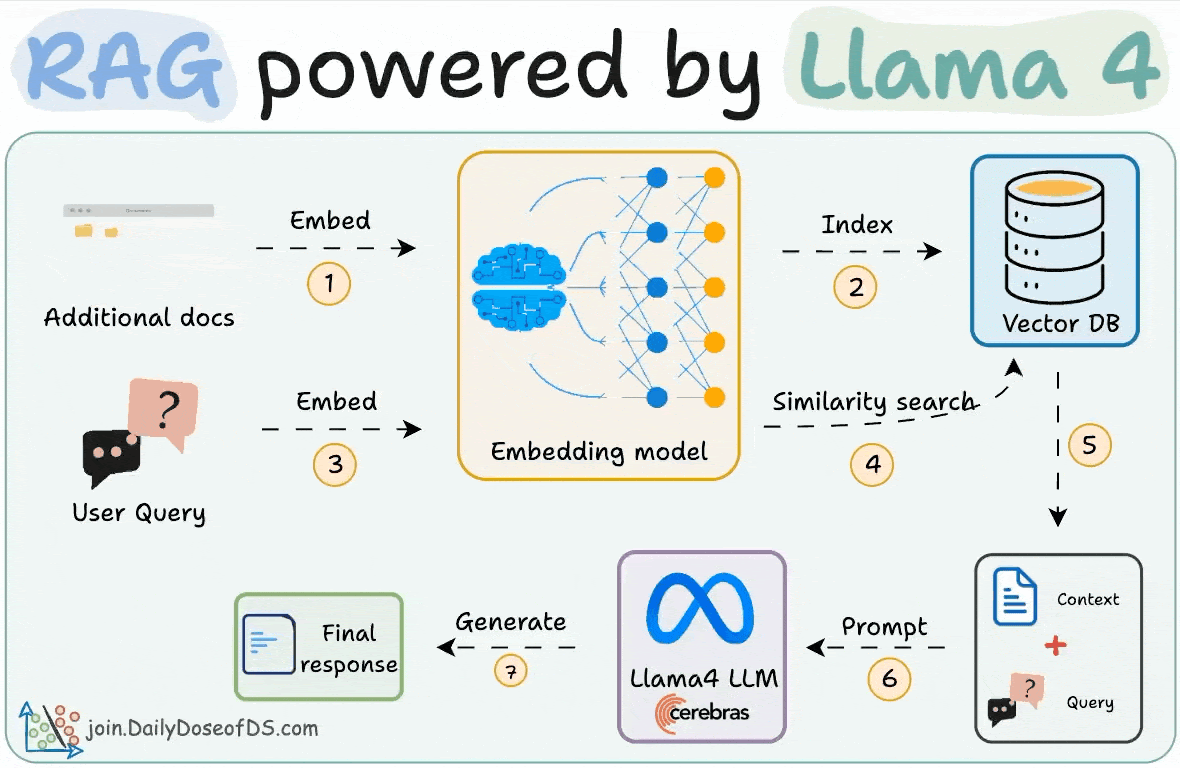 RAG powered by Llama 4
Embed
1
Additional docs
Index
2
Vector DB
Embed
3
User Query
Embedding model
Similarity search
4
5
Context
+
Query
Prompt
6
Llama4 LLM
cerebras
Generate
7
Final
response
join.DailyDoseofDS.com
?
?